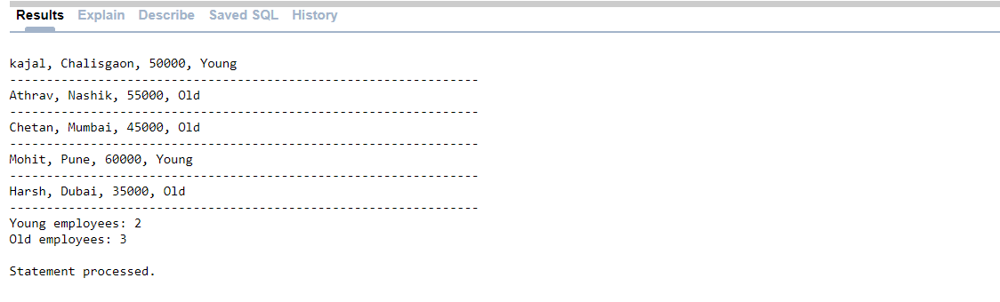 Results Explain Describe Saved SQL History
kajal, Chalisgaon, 50000, Young
----------------------------------------------------------------
Athrav, Nashik, 55000, Old
----------------------------------------------------------------
Chetan, Mumbai, 45000, Old
----------------------------------------------------------------
Mohit, Pune, 60000, Young
----------------------------------------------------------------
Harsh, Dubai, 35000, Old
----------------------------------------------------------------
Young employees: 2
Old employees: 3
Statement processed.